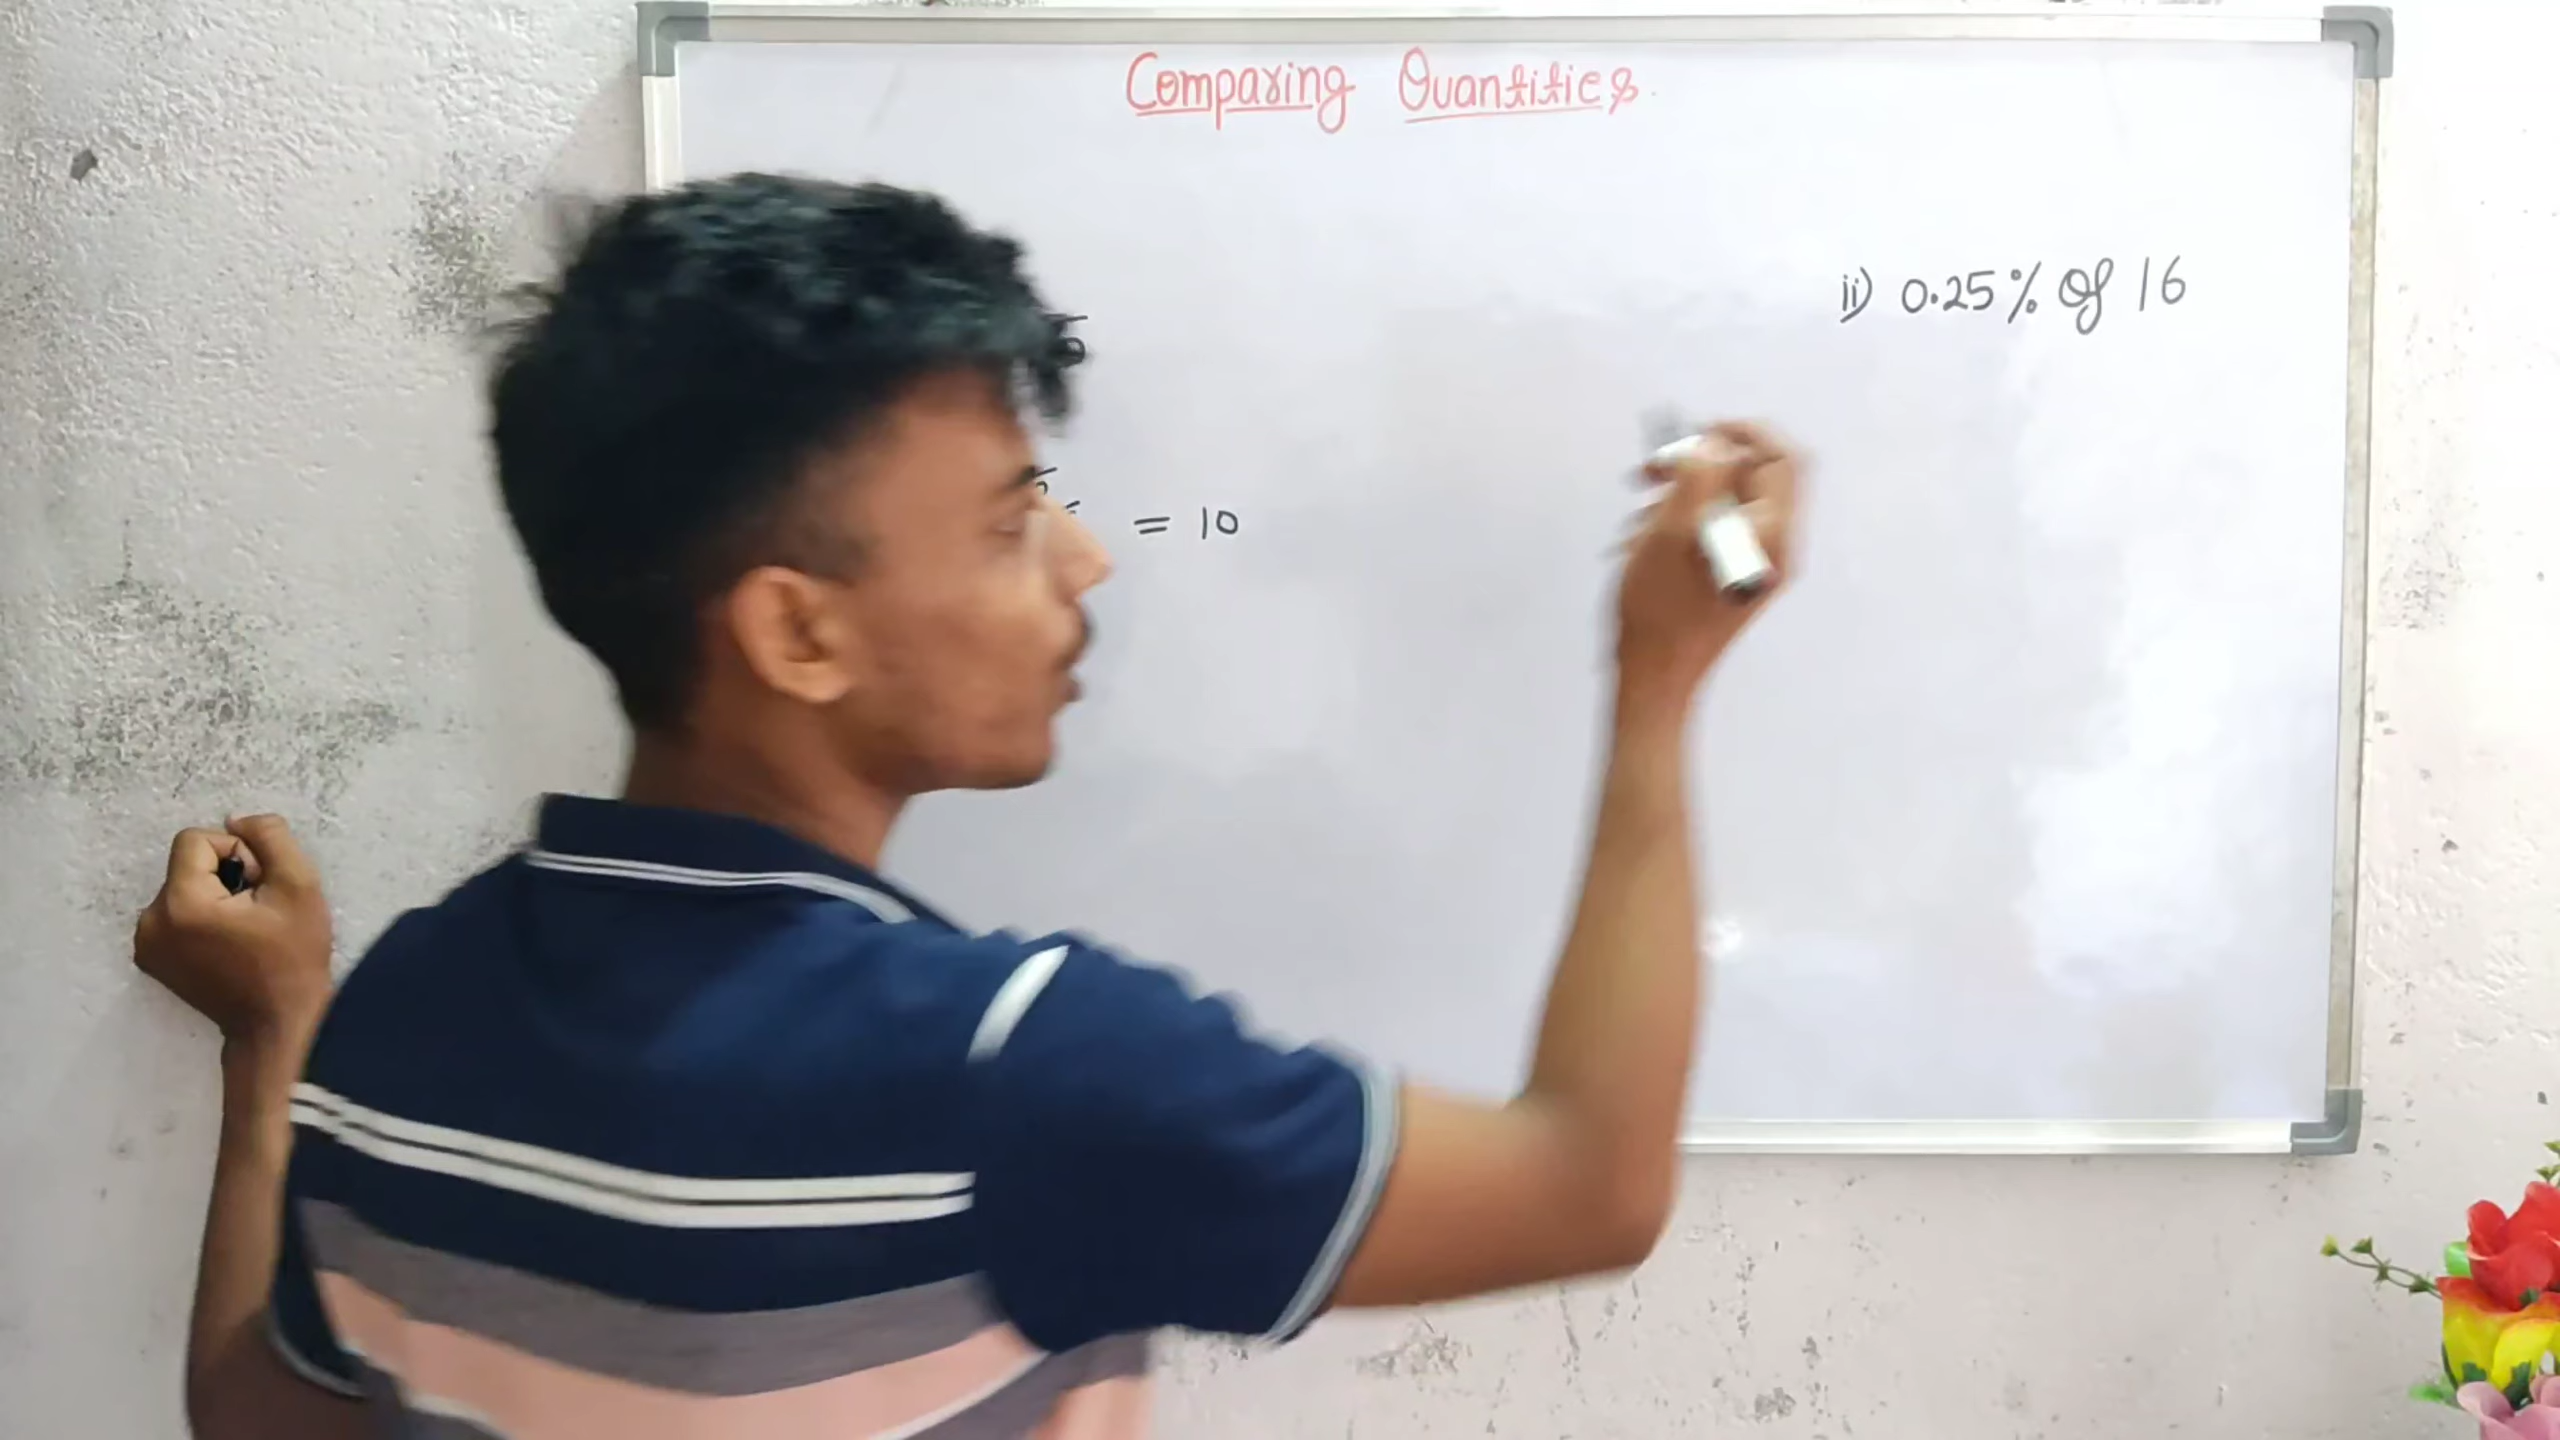 Comparing Quantities
ii) 0.25% of 16
= 10